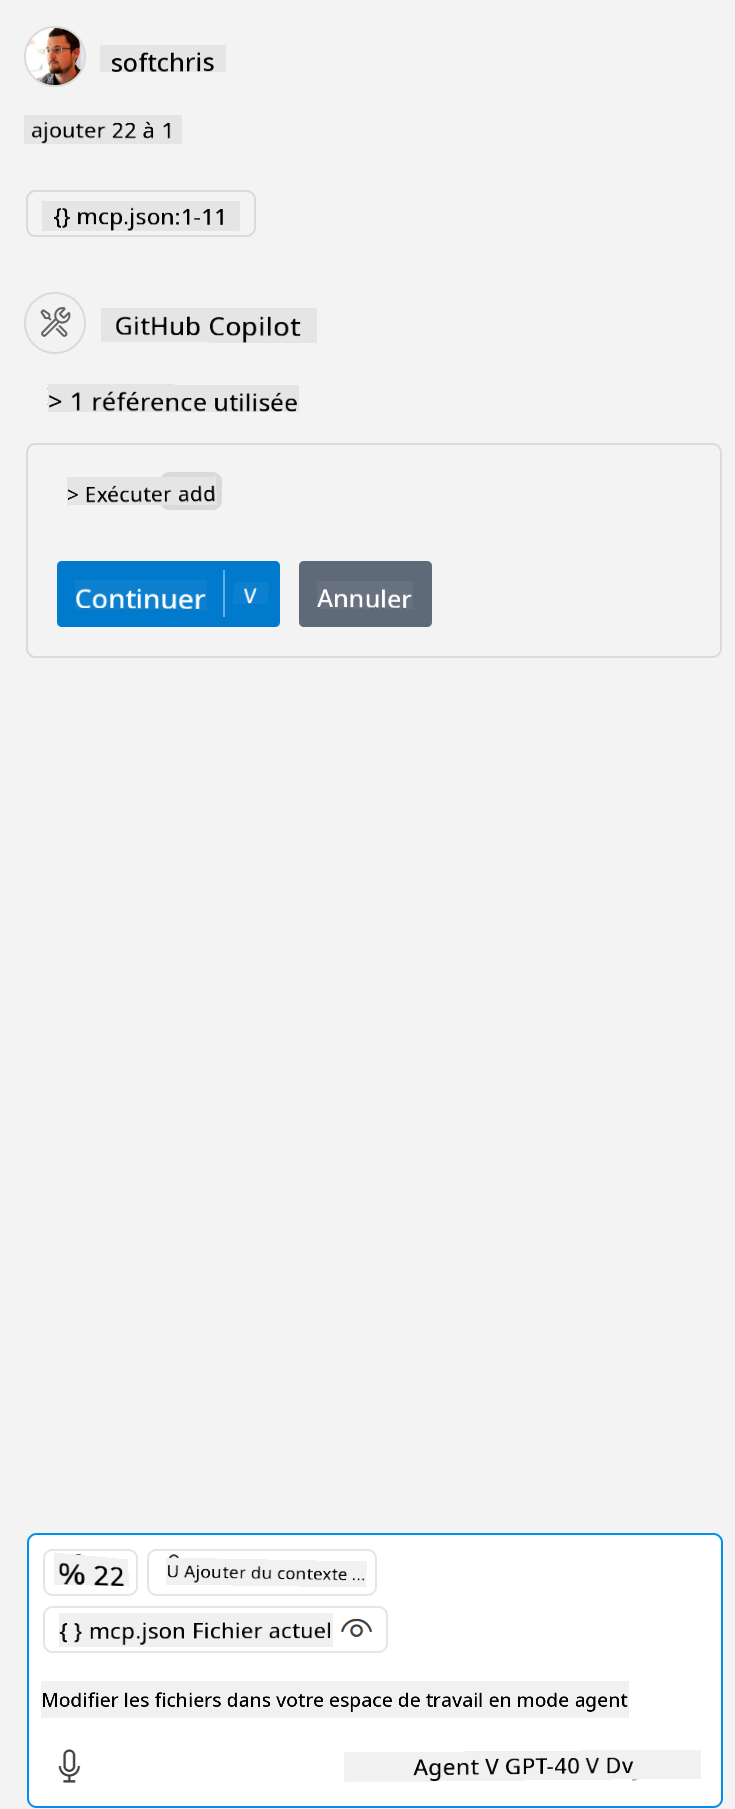 softchris
ajouter 22 à 1
{} mcp.json:1-11
GitHub Copilot
> 1 référence utilisée
> Exécuter add
Continuer V
Annuler
% 22
U Ajouter du contexte ...
{ } mcp.json Fichier actuel
Modifier les fichiers dans votre espace de travail en mode agent
Agent V GPT-40 V Dv